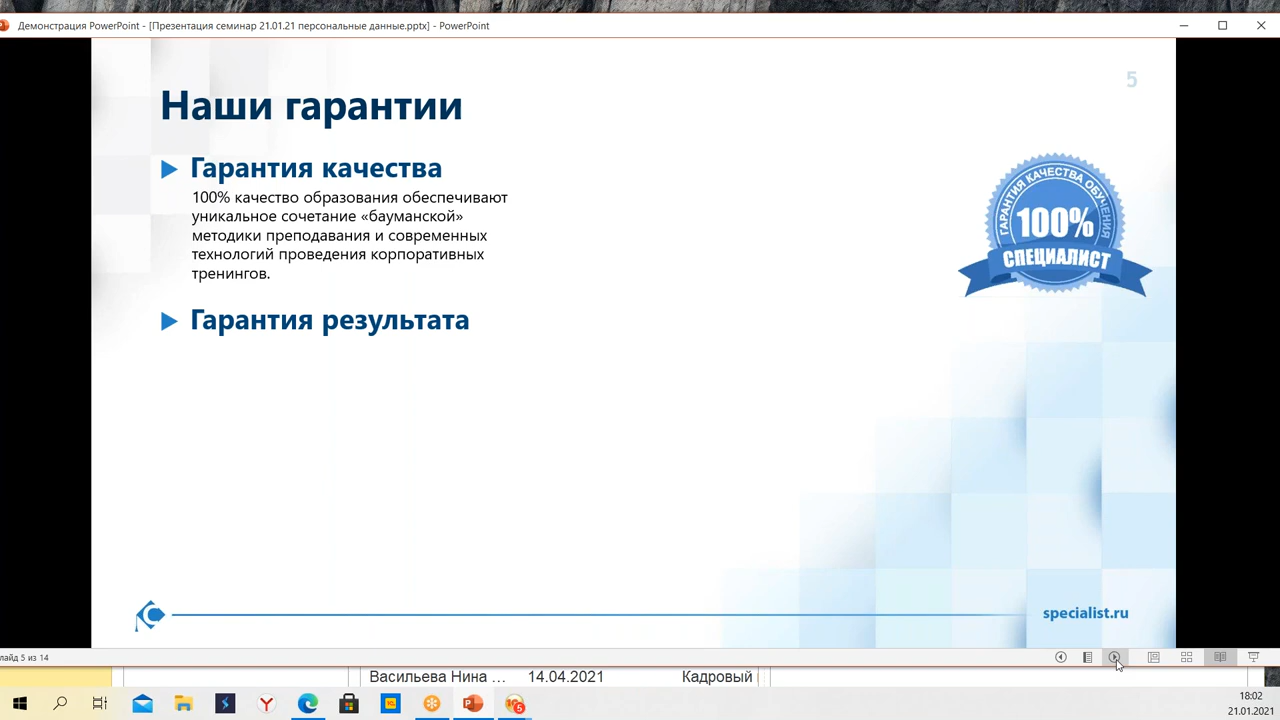 Демонстрация PowerPoint - [Презентация семинар 21.01.21 персональные данные.pptx] - PowerPoint
5
Наши гарантии
Гарантия качества
100% качество образования обеспечивают
уникальное сочетание «бауманской»
методики преподавания и современных
технологий проведения корпоративных
тренингов.
ГАРАНТИЯ КАЧЕСТВА ОБУЧЕНИЯ
100%
СПЕЦИАЛИСТ
Гарантия результата
specialist.ru
лайд 5 из 14
Васильева Нина ... 14.04.2021 Кадровый
5
18:02
21.01.2021